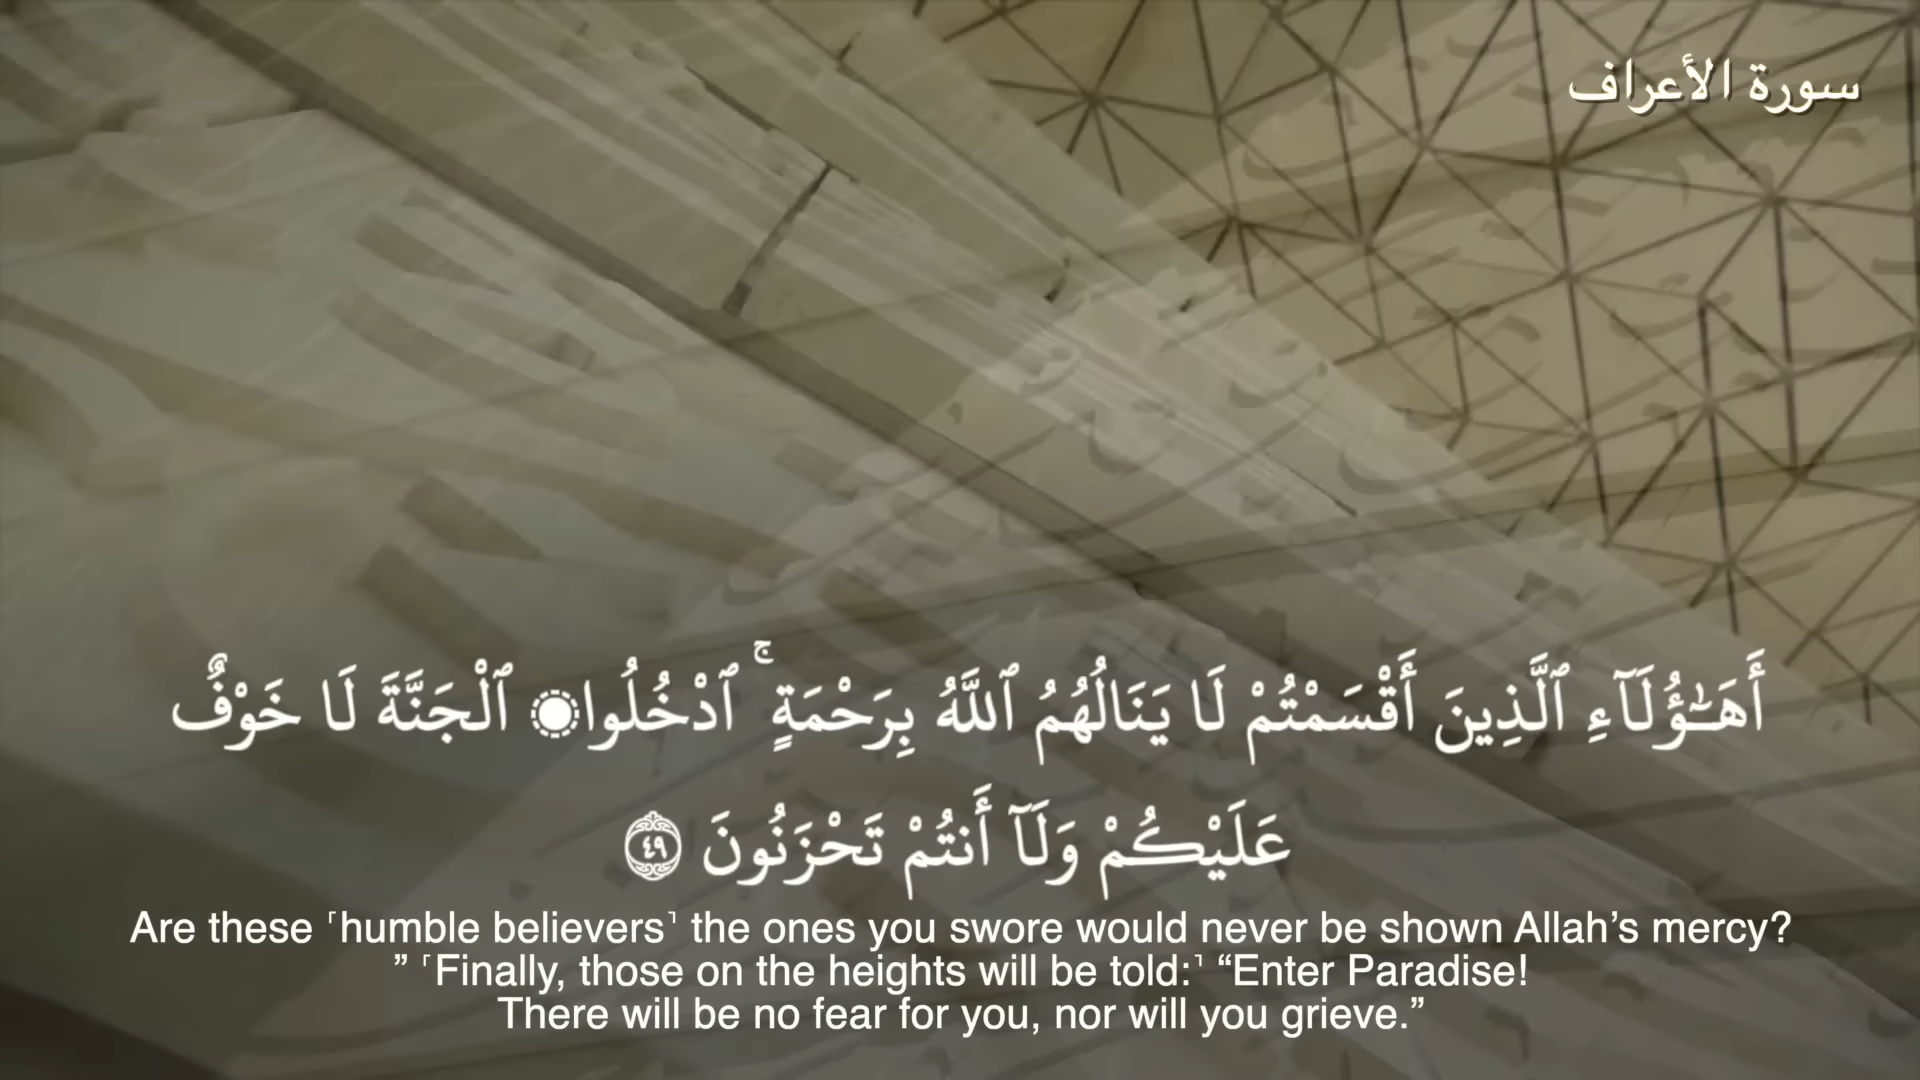 سورة الأعراف
أَهَـٰٓؤُلَآءِ ٱلَّذِينَ أَقْسَمْتُمْ لَا يَنَالُهُمُ ٱللَّهُ بِرَحْمَةٍ ۚ ٱدْخُلُوا۟ ٱلْجَنَّةَ لَا خَوْفٌ
عَلَيْكُمْ وَلَآ أَنتُمْ تَحْزَنُونَ ٤٩
Are these ˹humble believers˺ the ones you swore would never be shown Allah’s mercy?
” ˹Finally, those on the heights will be told:˺ “Enter Paradise!
There will be no fear for you, nor will you grieve.”